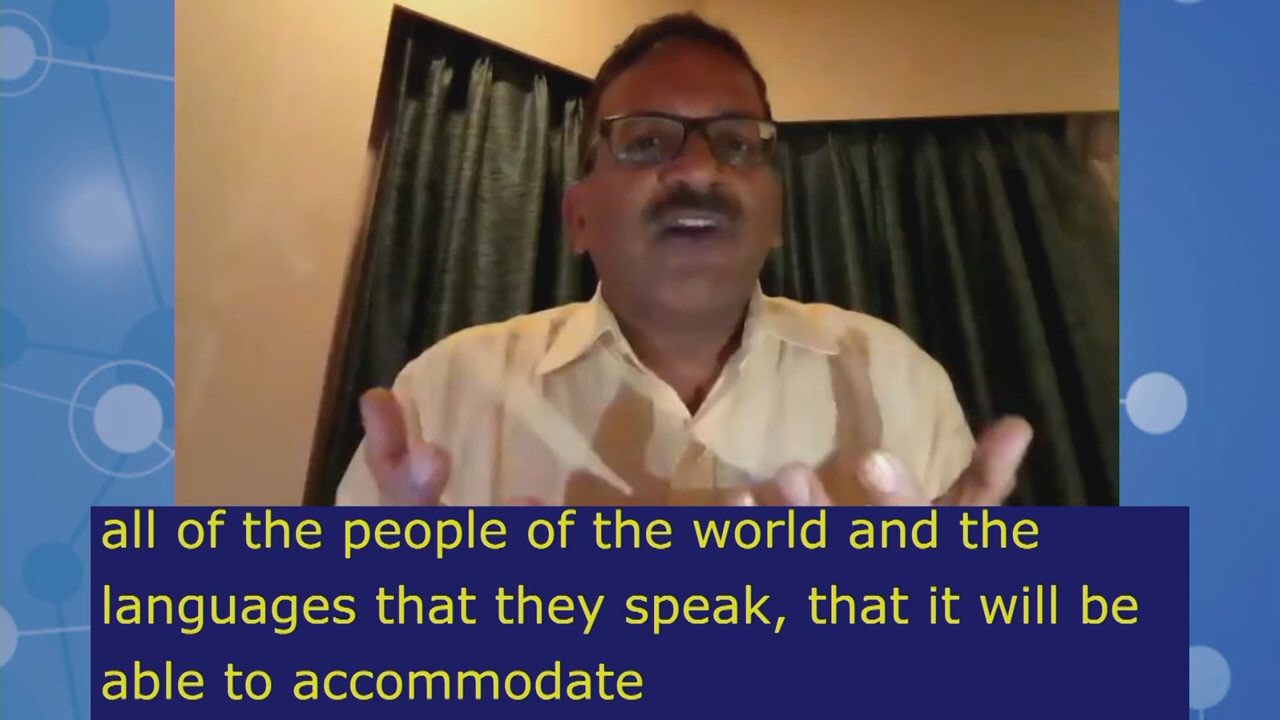 all of the people of the world and the
languages that they speak, that it will be
able to accommodate